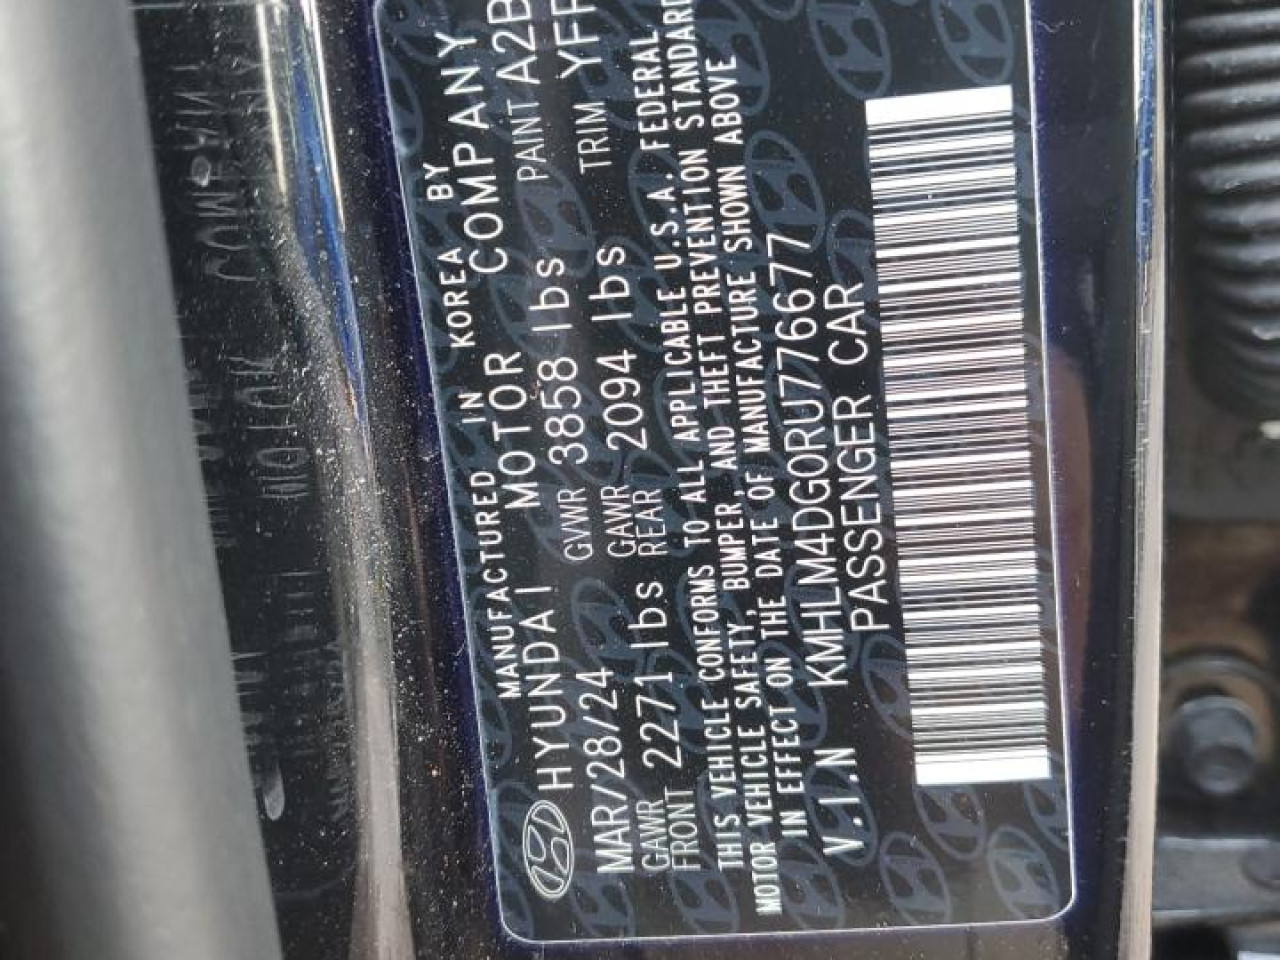 MANUFACTURED IN KOREA BY
HYUNDAI MOTOR COMPANY
MAR/28/24 GVWR 3858 lbs PAINT A2B
GAWR FRONT 2271 lbs GAWR REAR 2094 lbs TRIM YFR
THIS VEHICLE CONFORMS TO ALL APPLICABLE U.S.A. FEDERAL
MOTOR VEHICLE SAFETY, BUMPER, AND THEFT PREVENTION STANDARD
IN EFFECT ON THE DATE OF MANUFACTURE SHOWN ABOVE
V.I.N KMHLM4DG0RU776677
PASSENGER CAR